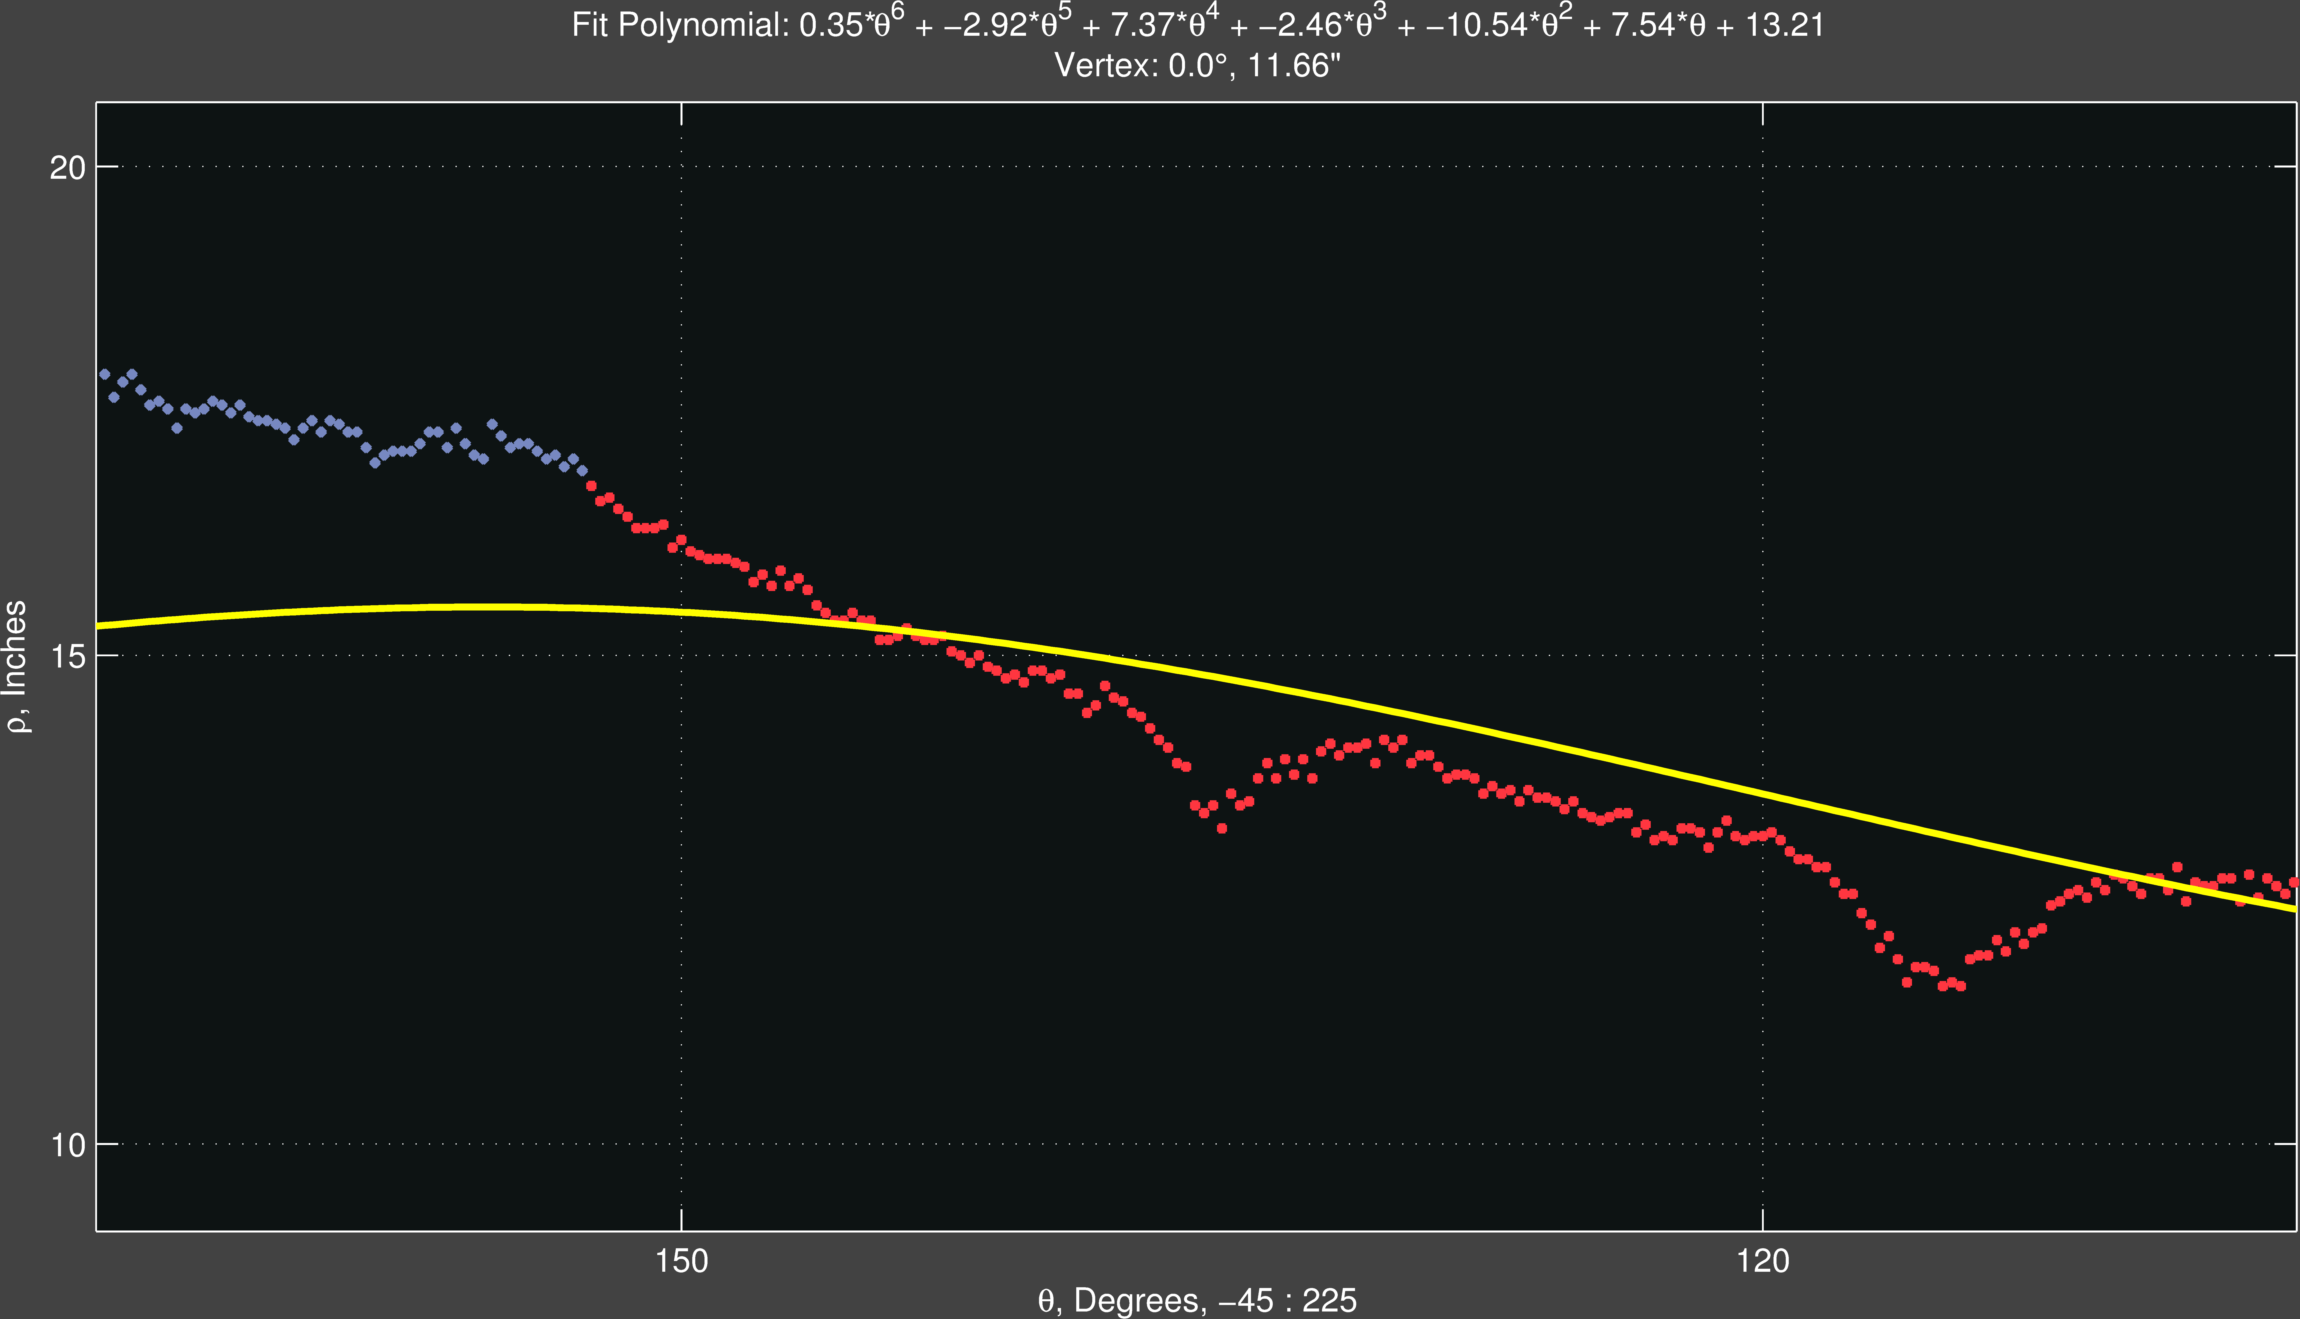 Fit Polynomial: 0.35*θ⁶ + −2.92*θ⁵ + 7.37*θ⁴ + −2.46*θ³ + −10.54*θ² + 7.54*θ + 13.21
Vertex: 0.0°, 11.66"
20
15
10
ρ, Inches
150
120
θ, Degrees, −45 : 225